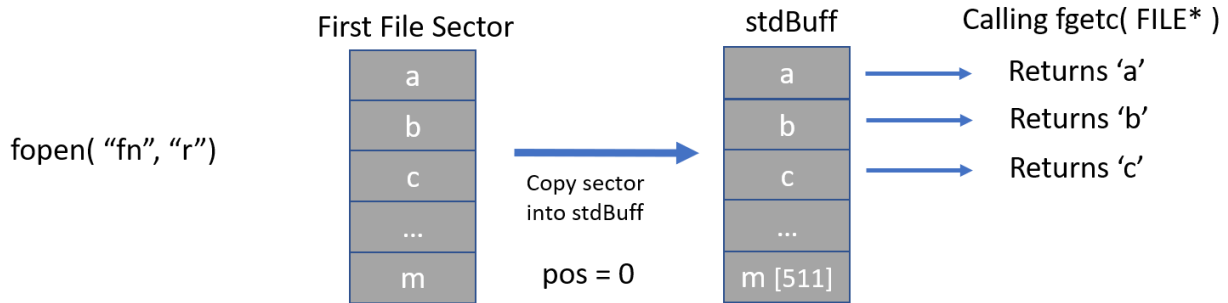 First File Sector
stdBuff
Calling fgetc( FILE* )
a
b
c
...
m
fopen( “fn”, “r”)
Copy sector
into stdBuff
pos = 0
a
b
c
...
m [511]
Returns ‘a’
Returns ‘b’
Returns ‘c’